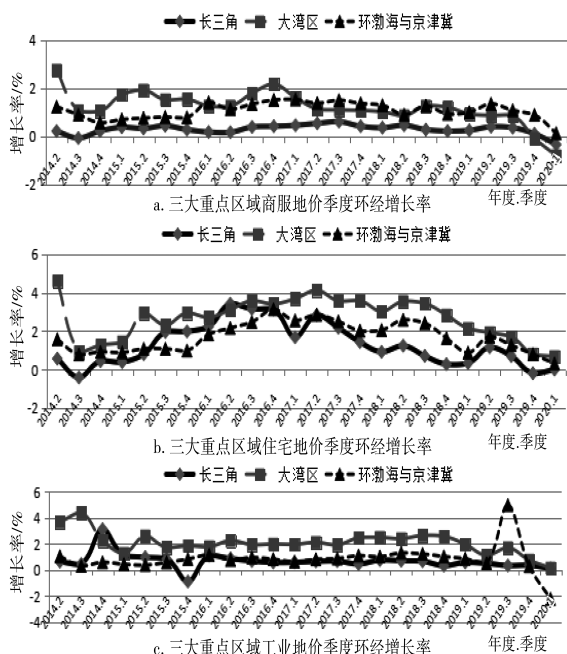 长三角 大湾区 环渤海与京津冀
增长率/%
4
2
0
-2
2014.2 2014.3 2014.4 2015.1 2015.2 2015.3 2015.4 2016.1 2016.2 2016.3 2016.4 2017.1 2017.2 2017.3 2017.4 2018.1 2018.2 2018.3 2018.4 2019.1 2019.2 2019.3 2019.4 2020.1
年度.季度
a. 三大重点区域商服地价季度环经增长率
长三角 大湾区 环渤海与京津冀
增长率/%
6
4
2
0
-2
2014.2 2014.3 2014.4 2015.1 2015.2 2015.3 2015.4 2016.1 2016.2 2016.3 2016.4 2017.1 2017.2 2017.3 2017.4 2018.1 2018.2 2018.3 2018.4 2019.1 2019.2 2019.3 2019.4 2020.1
年度.季度
b. 三大重点区域住宅地价季度环经增长率
长三角 大湾区 环渤海与京津冀
增长率/%
6
4
2
0
-2
-4
2014.2 2014.3 2014.4 2015.1 2015.2 2015.3 2015.4 2016.1 2016.2 2016.3 2016.4 2017.1 2017.2 2017.3 2017.4 2018.1 2018.2 2018.3 2018.4 2019.1 2019.2 2019.3 2019.4 2020.1
年度.季度
c. 三大重点区域工业地价季度环经增长率